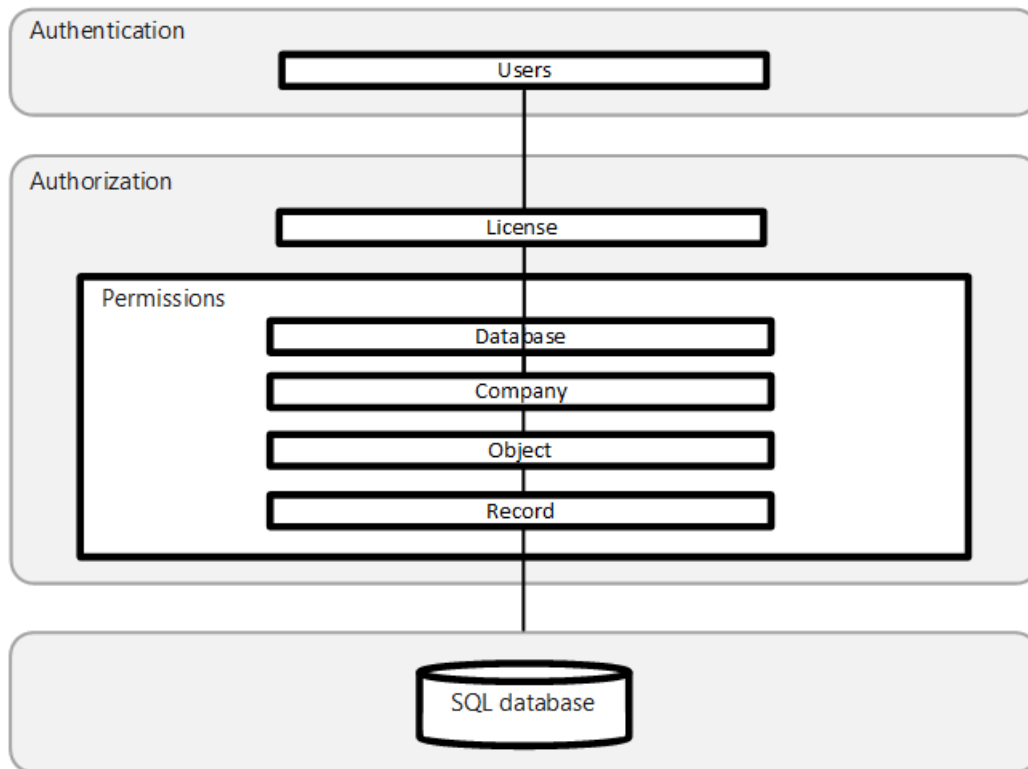 Authentication
Users
Authorization
License
Permissions
Database
Company
Object
Record
SQL database